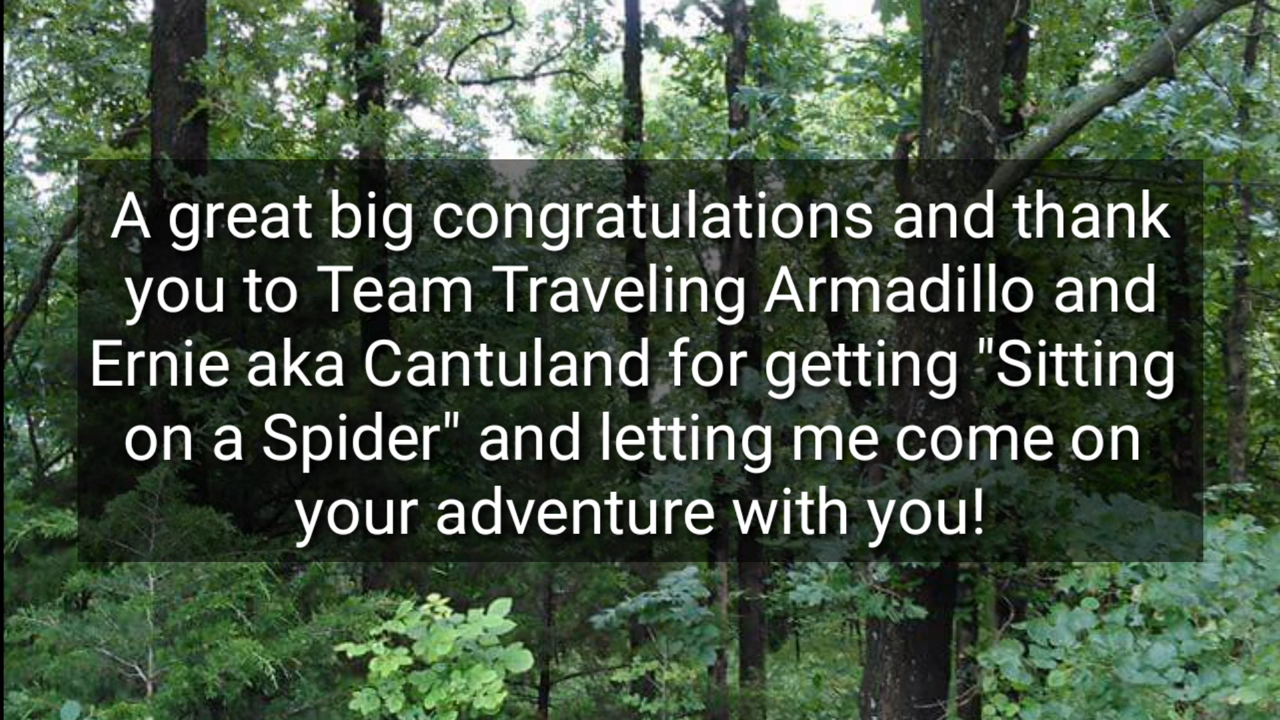 A great big congratulations and thank
you to Team Traveling Armadillo and
Ernie aka Cantuland for getting "Sitting
on a Spider" and letting me come on
your adventure with you!